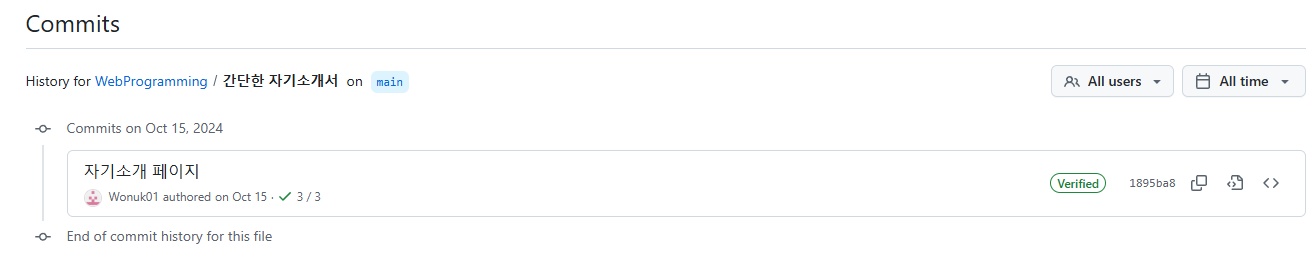 Commits
History for WebProgramming / 간단한 자기소개서 on main
All users
All time
Commits on Oct 15, 2024
자기소개 페이지
Verified
1895ba8
Wonuk01 authored on Oct 15 · 3 / 3
End of commit history for this file